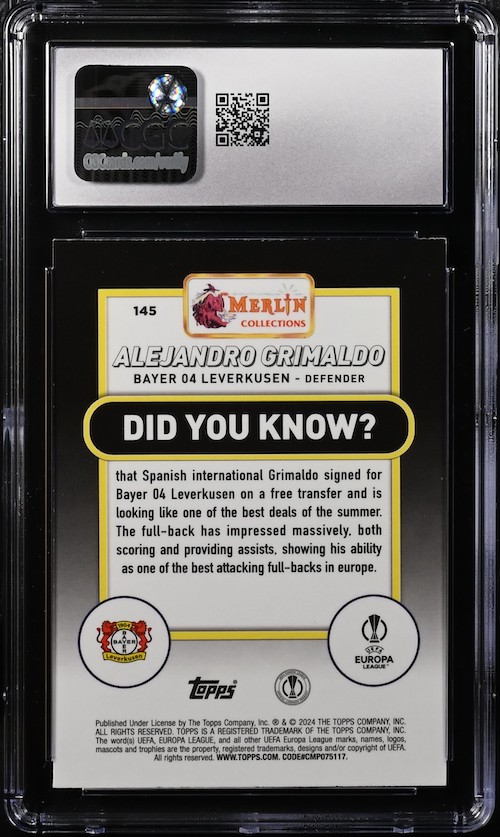 CGC
CGCcomics.com/verify
145
MERLIN
COLLECTIONS
ALEJANDRO GRIMALDO
BAYER 04 LEVERKUSEN - DEFENDER
DID YOU KNOW?
that Spanish international Grimaldo signed for
Bayer 04 Leverkusen on a free transfer and is
looking like one of the best deals of the summer.
The full-back has impressed massively, both
scoring and providing assists, showing his ability
as one of the best attacking full-backs in europe.
1904
BAYER
Leverkusen
UEFA
EUROPA
LEAGUE™
Topps®
Published Under License by The Topps Company, Inc. ® & © 2024 THE TOPPS COMPANY, INC.
ALL RIGHTS RESERVED. TOPPS IS A REGISTERED TRADEMARK OF THE TOPPS COMPANY, INC.
The word(s) UEFA, EUROPA LEAGUE, and all other UEFA Europa League marks, names, logos,
mascots and trophies are the property, registered trademarks, designs and/or copyright of UEFA.
All rights reserved. WWW.TOPPS.COM. CODE#CMP075117.